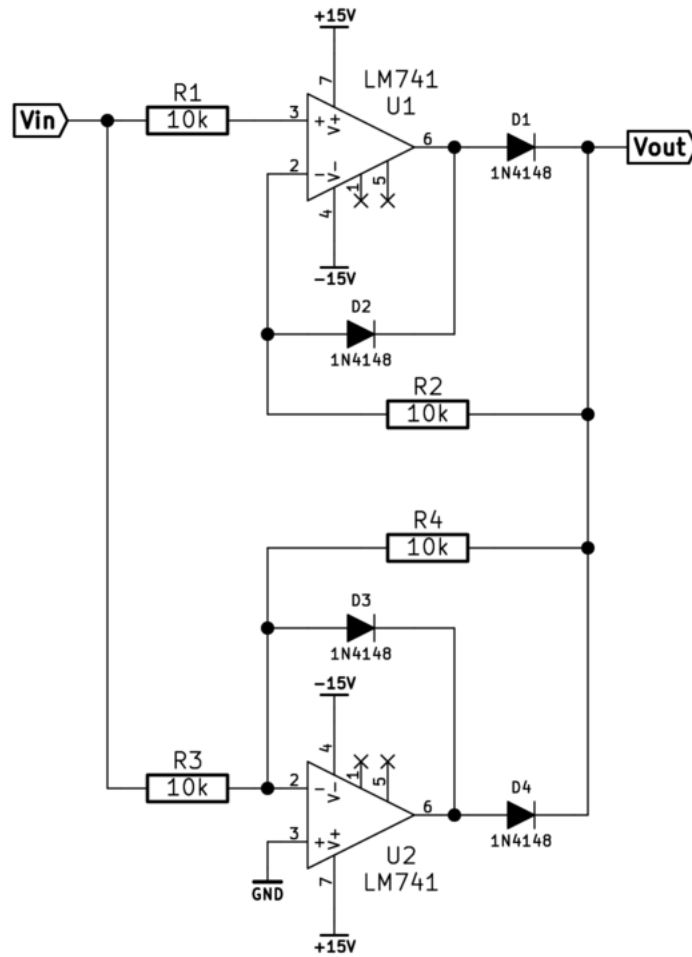 +15V
LM741
U1
Vin
R1
10k
7
3
+
V+
6
D1
1N4148
Vout
2
−
V-
1
5
4
-15V
D2
1N4148
R2
10k
R4
10k
D3
1N4148
-15V
4
R3
10k
1
5
2
−
V-
6
D4
1N4148
3
+
V+
GND
7
U2
LM741
+15V